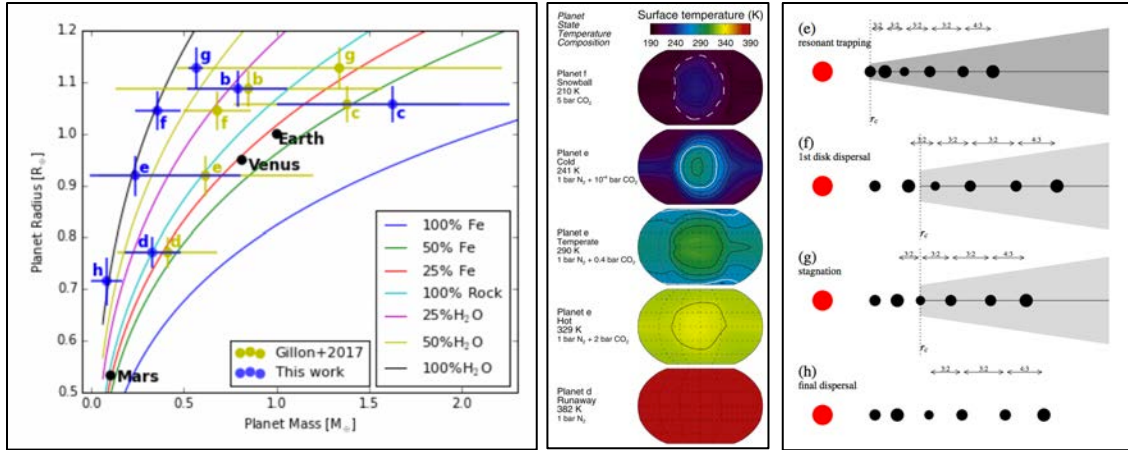 1.2
1.1
1.0
0.9
0.8
0.7
0.6
0.5
Planet Radius [R⊕]
0.0
0.5
1.0
1.5
2.0
Planet Mass [M⊕]
g
g
b
b
f
f
c
c
Earth
Venus
e
e
d
d
h
Mars
100% Fe
50% Fe
25% Fe
100% Rock
25%H₂O
50%H₂O
100%H₂O
Gillon+2017
This work
Planet
State
Temperature
Composition
Surface temperature (K)
190 240 290 340 390
Planet f
Snowball
210 K
5 bar CO₂
Planet e
Cold
241 K
1 bar N₂ + 10⁻⁴ bar CO₂
Planet e
Temperate
290 K
1 bar N₂ + 0.4 bar CO₂
Planet e
Hot
329 K
1 bar N₂ + 2 bar CO₂
Planet d
Runaway
382 K
1 bar N₂
(e)
resonant trapping
3:2 3:2 3:2 4:3
r_c
(f)
1st disk dispersal
3:2 3:2 3:2 4:3
r_c
(g)
stagnation
3:2 3:2 3:2 4:3
r_c
(h)
final dispersal
3:2 3:2 4:3